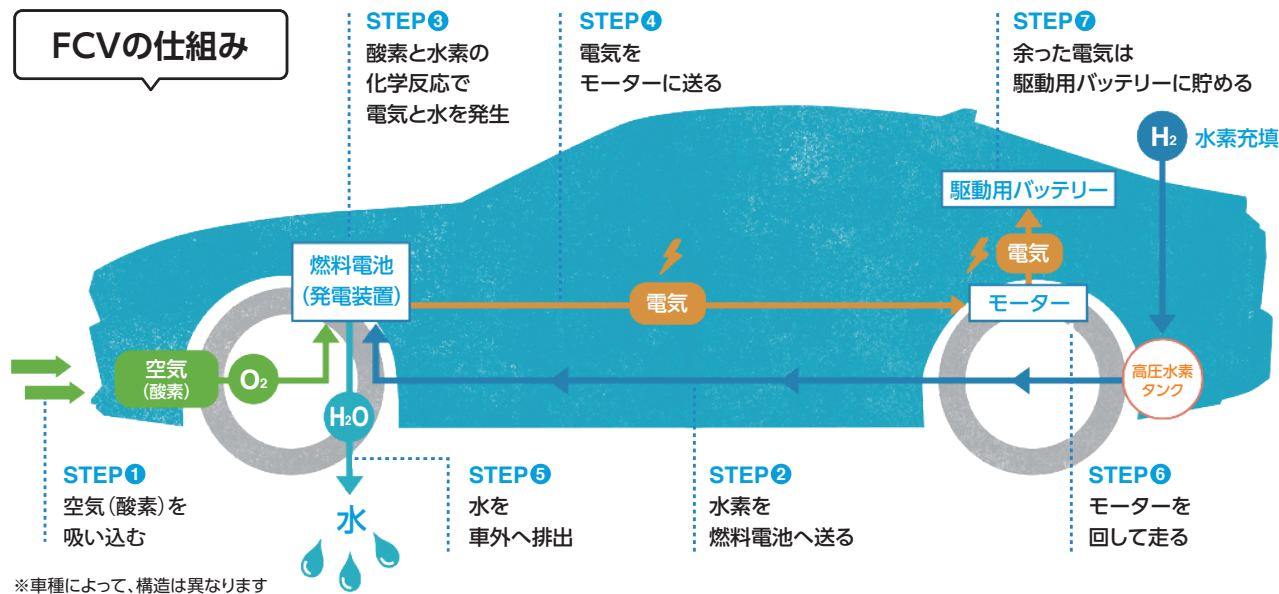 FCVの仕組み
STEP❸
酸素と水素の
化学反応で
電気と水を発生
STEP❹
電気を
モーターに送る
STEP❼
余った電気は
駆動用バッテリーに貯める
H₂ 水素充填
駆動用バッテリー
電気
燃料電池
（発電装置）
電気
モーター
空気
（酸素）
O₂
高圧水素
タンク
H₂O
水
STEP❶
空気（酸素）を
吸い込む
STEP❺
水を
車外へ排出
STEP❷
水素を
燃料電池へ送る
STEP❻
モーターを
回して走る
※車種によって、構造は異なります